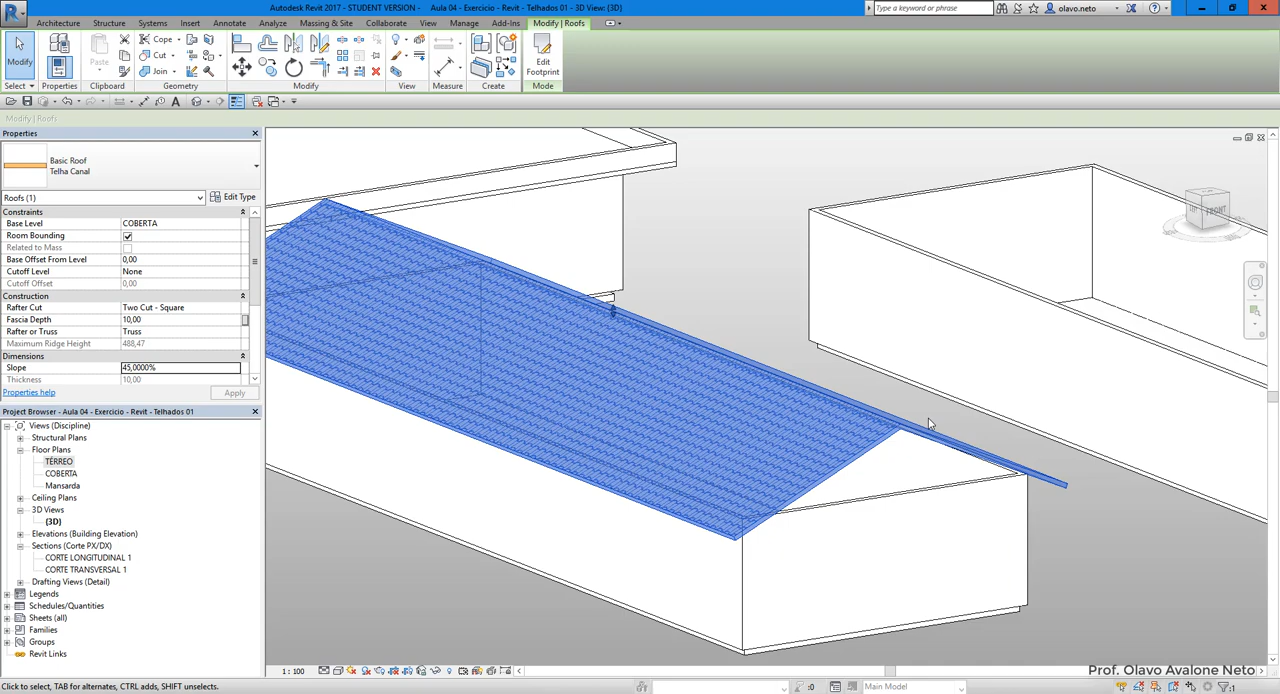 Autodesk Revit 2017 - STUDENT VERSION - Aula 04 - Exercicio - Revit - Telhados 01 - 3D View: {3D}
Type a keyword or phrase
olavo.neto
Architecture Structure Systems Insert Annotate Analyze Massing & Site Collaborate View Manage Add-Ins Modify | Roofs
Modify
Paste
Cope
Cut
Join
Edit
Footprint
Select Properties Clipboard Geometry Modify View Measure Create Mode
Modify | Roofs
Properties
Basic Roof
Telha Canal
Roofs (1)
Edit Type
Constraints
Base Level COBERTA
Room Bounding
Related to Mass
Base Offset From Level 0,00
Cutoff Level None
Cutoff Offset 0,00
Construction
Rafter Cut Two Cut - Square
Fascia Depth 10,00
Rafter or Truss Truss
Maximum Ridge Height 488,47
Dimensions
Slope 45,0000%
Thickness 10,00
Properties help
Apply
Project Browser - Aula 04 - Exercicio - Revit - Telhados 01
Views (Discipline)
Structural Plans
Floor Plans
TÉRREO
COBERTA
Mansarda
Ceiling Plans
3D Views
{3D}
Elevations (Building Elevation)
Sections (Corte PX/DX)
CORTE LONGITUDINAL 1
CORTE TRANSVERSAL 1
Drafting Views (Detail)
Legends
Schedules/Quantities
Sheets (all)
Families
Groups
Revit Links
FRONT
1 : 100
Prof. Olavo Avalone Neto
Click to select, TAB for alternates, CTRL adds, SHIFT unselects.
:0
Main Model
:1